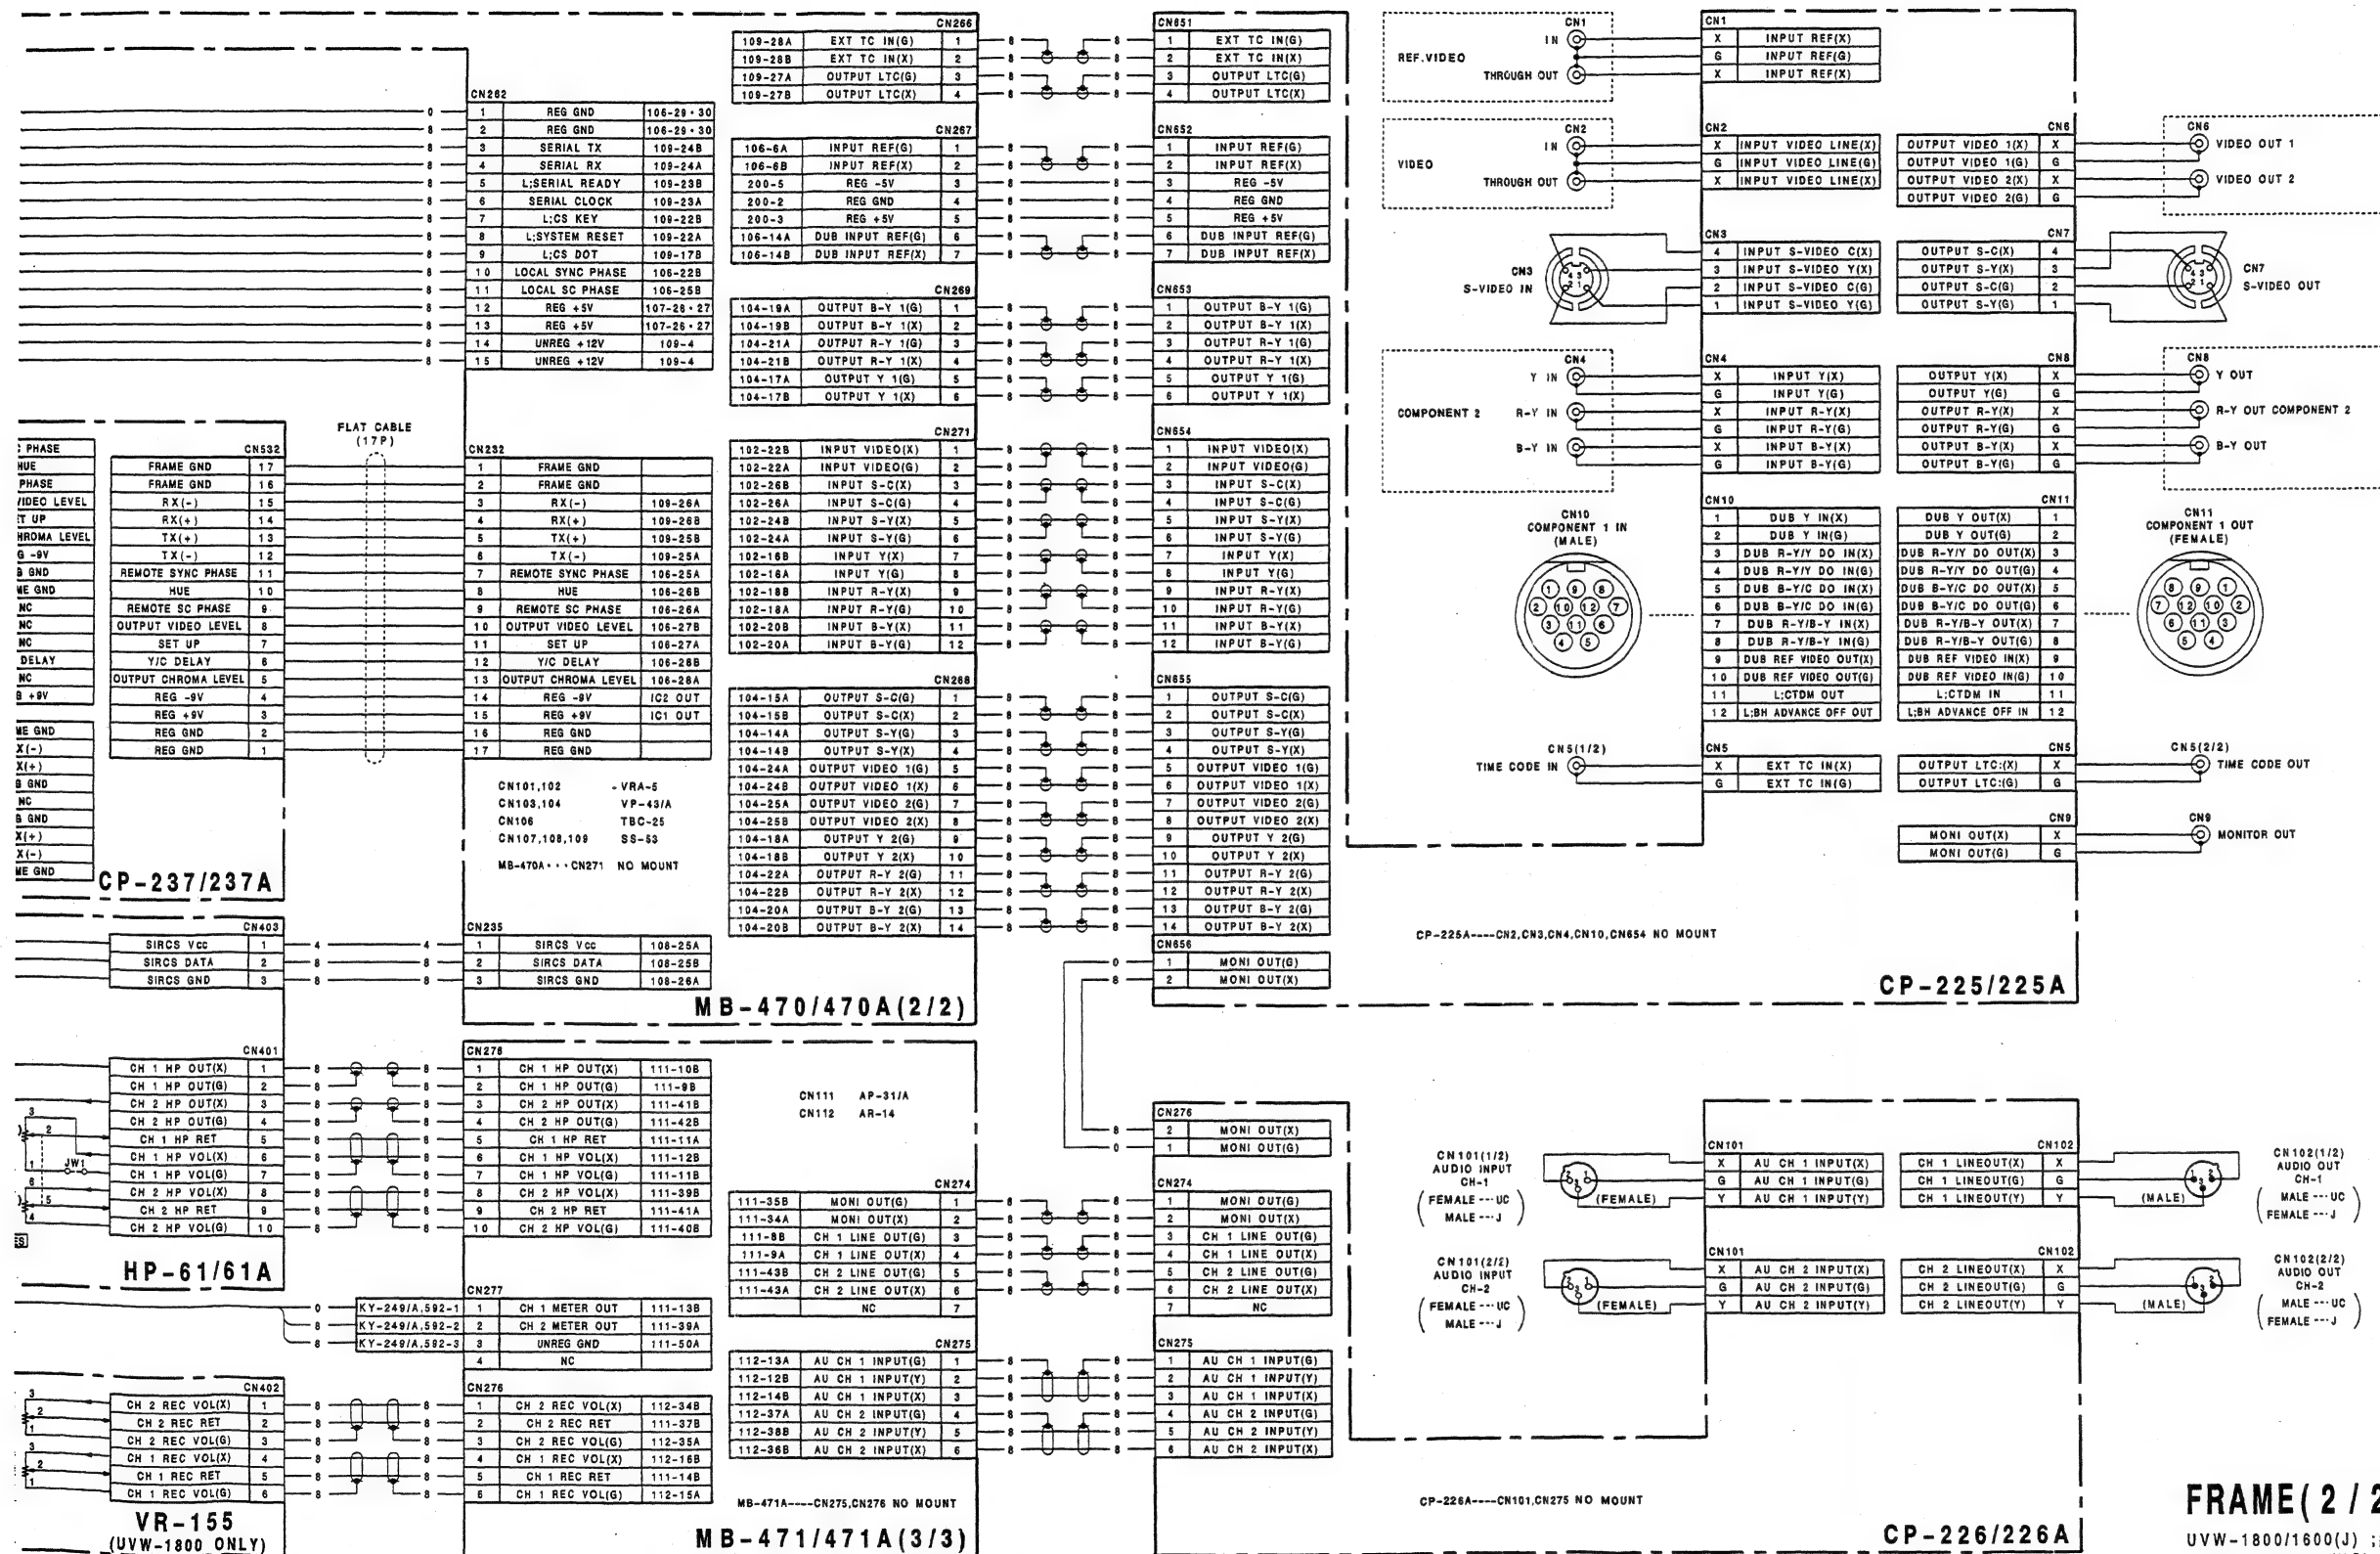 CN262
1 REG GND 106-29・30
2 REG GND 106-29・30
3 SERIAL TX 109-24B
4 SERIAL RX 109-24A
5 L;SERIAL READY 109-23B
6 SERIAL CLOCK 109-23A
7 L;CS KEY 109-22B
8 L;SYSTEM RESET 109-22A
9 L;CS DOT 109-17B
10 LOCAL SYNC PHASE 106-22B
11 LOCAL SC PHASE 106-25B
12 REG +5V 107-26・27
13 REG +5V 107-26・27
14 UNREG +12V 109-4
15 UNREG +12V 109-4
PHASE
HUE
PHASE
VIDEO LEVEL
ET UP
HROMA LEVEL
G -9V
GND
ME GND
NC
NC
NC
DELAY
NC
+9V
ME GND
X(-)
X(+)
GND
NC
GND
X(+)
X(-)
ME GND
CN532
FRAME GND 17
FRAME GND 16
RX(-) 15
RX(+) 14
TX(+) 13
TX(-) 12
REMOTE SYNC PHASE 11
HUE 10
REMOTE SC PHASE 9
OUTPUT VIDEO LEVEL 8
SET UP 7
Y/C DELAY 6
OUTPUT CHROMA LEVEL 5
REG -9V 4
REG +9V 3
REG GND 2
REG GND 1
CP-237/237A
FLAT CABLE
(17P)
CN232
1 FRAME GND
2 FRAME GND
3 RX(-) 109-26A
4 RX(+) 109-26B
5 TX(+) 109-25B
6 TX(-) 109-25A
7 REMOTE SYNC PHASE 106-25A
8 HUE 106-26B
9 REMOTE SC PHASE 106-26A
10 OUTPUT VIDEO LEVEL 106-27B
11 SET UP 106-27A
12 Y/C DELAY 106-28B
13 OUTPUT CHROMA LEVEL 106-28A
14 REG -9V IC2 OUT
15 REG +9V IC1 OUT
16 REG GND
17 REG GND
CN101,102 - VRA-5
CN103,104 VP-43/A
CN106 TBC-25
CN107,108,109 SS-53
MB-470A・・・CN271 NO MOUNT
CN403
SIRCS Vcc 1
SIRCS DATA 2
SIRCS GND 3
CN235
1 SIRCS Vcc 108-25A
2 SIRCS DATA 108-25B
3 SIRCS GND 108-26A
CN266
109-28A EXT TC IN(G) 1
109-28B EXT TC IN(X) 2
109-27A OUTPUT LTC(G) 3
109-27B OUTPUT LTC(X) 4
CN267
106-6A INPUT REF(G) 1
106-6B INPUT REF(X) 2
200-5 REG -5V 3
200-2 REG GND 4
200-3 REG +5V 5
106-14A DUB INPUT REF(G) 6
106-14B DUB INPUT REF(X) 7
CN269
104-19A OUTPUT B-Y 1(G) 1
104-19B OUTPUT B-Y 1(X) 2
104-21A OUTPUT R-Y 1(G) 3
104-21B OUTPUT R-Y 1(X) 4
104-17A OUTPUT Y 1(G) 5
104-17B OUTPUT Y 1(X) 6
CN271
102-22B INPUT VIDEO(X) 1
102-22A INPUT VIDEO(G) 2
102-26B INPUT S-C(X) 3
102-26A INPUT S-C(G) 4
102-24B INPUT S-Y(X) 5
102-24A INPUT S-Y(G) 6
102-16B INPUT Y(X) 7
102-16A INPUT Y(G) 8
102-18B INPUT R-Y(X) 9
102-18A INPUT R-Y(G) 10
102-20B INPUT B-Y(X) 11
102-20A INPUT B-Y(G) 12
CN268
104-15A OUTPUT S-C(G) 1
104-15B OUTPUT S-C(X) 2
104-14A OUTPUT S-Y(G) 3
104-14B OUTPUT S-Y(X) 4
104-24A OUTPUT VIDEO 1(G) 5
104-24B OUTPUT VIDEO 1(X) 6
104-25A OUTPUT VIDEO 2(G) 7
104-25B OUTPUT VIDEO 2(X) 8
104-18A OUTPUT Y 2(G) 9
104-18B OUTPUT Y 2(X) 10
104-22A OUTPUT R-Y 2(G) 11
104-22B OUTPUT R-Y 2(X) 12
104-20A OUTPUT B-Y 2(G) 13
104-20B OUTPUT B-Y 2(X) 14
MB-470/470A(2/2)
CN651
1 EXT TC IN(G)
2 EXT TC IN(X)
3 OUTPUT LTC(G)
4 OUTPUT LTC(X)
CN652
1 INPUT REF(G)
2 INPUT REF(X)
3 REG -5V
4 REG GND
5 REG +5V
6 DUB INPUT REF(G)
7 DUB INPUT REF(X)
CN653
1 OUTPUT B-Y 1(G)
2 OUTPUT B-Y 1(X)
3 OUTPUT R-Y 1(G)
4 OUTPUT R-Y 1(X)
5 OUTPUT Y 1(G)
6 OUTPUT Y 1(X)
CN654
1 INPUT VIDEO(X)
2 INPUT VIDEO(G)
3 INPUT S-C(X)
4 INPUT S-C(G)
5 INPUT S-Y(X)
6 INPUT S-Y(G)
7 INPUT Y(X)
8 INPUT Y(G)
9 INPUT R-Y(X)
10 INPUT R-Y(G)
11 INPUT B-Y(X)
12 INPUT B-Y(G)
CN655
1 OUTPUT S-C(G)
2 OUTPUT S-C(X)
3 OUTPUT S-Y(G)
4 OUTPUT S-Y(X)
5 OUTPUT VIDEO 1(G)
6 OUTPUT VIDEO 1(X)
7 OUTPUT VIDEO 2(G)
8 OUTPUT VIDEO 2(X)
9 OUTPUT Y 2(G)
10 OUTPUT Y 2(X)
11 OUTPUT R-Y 2(G)
12 OUTPUT R-Y 2(X)
13 OUTPUT B-Y 2(G)
14 OUTPUT B-Y 2(X)
CN656
1 MONI OUT(G)
2 MONI OUT(X)
REF.VIDEO
CN1
IN
THROUGH OUT
VIDEO
CN2
IN
THROUGH OUT
CN3
S-VIDEO IN
COMPONENT 2
CN4
Y IN
R-Y IN
B-Y IN
CN10
COMPONENT 1 IN
(MALE)
CN5(1/2)
TIME CODE IN
CN1
X INPUT REF(X)
G INPUT REF(G)
X INPUT REF(X)
CN2
X INPUT VIDEO LINE(X)
G INPUT VIDEO LINE(G)
X INPUT VIDEO LINE(X)
CN3
4 INPUT S-VIDEO C(X)
3 INPUT S-VIDEO Y(X)
2 INPUT S-VIDEO C(G)
1 INPUT S-VIDEO Y(G)
CN4
X INPUT Y(X)
G INPUT Y(G)
X INPUT R-Y(X)
G INPUT R-Y(G)
X INPUT B-Y(X)
G INPUT B-Y(G)
CN10
1 DUB Y IN(X)
2 DUB Y IN(G)
3 DUB R-Y/Y DO IN(X)
4 DUB R-Y/Y DO IN(G)
5 DUB B-Y/C DO IN(X)
6 DUB B-Y/C DO IN(G)
7 DUB R-Y/B-Y IN(X)
8 DUB R-Y/B-Y IN(G)
9 DUB REF VIDEO OUT(X)
10 DUB REF VIDEO OUT(G)
11 L;CTDM OUT
12 L;BH ADVANCE OFF OUT
CN5
X EXT TC IN(X)
G EXT TC IN(G)
CN6
OUTPUT VIDEO 1(X) X
OUTPUT VIDEO 1(G) G
OUTPUT VIDEO 2(X) X
OUTPUT VIDEO 2(G) G
CN7
OUTPUT S-C(X) 4
OUTPUT S-Y(X) 3
OUTPUT S-C(G) 2
OUTPUT S-Y(G) 1
CN8
OUTPUT Y(X) X
OUTPUT Y(G) G
OUTPUT R-Y(X) X
OUTPUT R-Y(G) G
OUTPUT B-Y(X) X
OUTPUT B-Y(G) G
CN11
DUB Y OUT(X) 1
DUB Y OUT(G) 2
DUB R-Y/Y DO OUT(X) 3
DUB R-Y/Y DO OUT(G) 4
DUB B-Y/C DO OUT(X) 5
DUB B-Y/C DO OUT(G) 6
DUB R-Y/B-Y OUT(X) 7
DUB R-Y/B-Y OUT(G) 8
DUB REF VIDEO IN(X) 9
DUB REF VIDEO IN(G) 10
L;CTDM IN 11
L;BH ADVANCE OFF IN 12
CN5
OUTPUT LTC:(X) X
OUTPUT LTC:(G) G
CN9
MONI OUT(X) X
MONI OUT(G) G
CN6
VIDEO OUT 1
VIDEO OUT 2
CN7
S-VIDEO OUT
CN8
Y OUT
R-Y OUT COMPONENT 2
B-Y OUT
CN11
COMPONENT 1 OUT
(FEMALE)
CN5(2/2)
TIME CODE OUT
CN9
MONITOR OUT
CP-225A----CN2,CN3,CN4,CN10,CN654 NO MOUNT
CP-225/225A
CN401
CH 1 HP OUT(X) 1
CH 1 HP OUT(G) 2
CH 2 HP OUT(X) 3
CH 2 HP OUT(G) 4
CH 1 HP RET 5
CH 1 HP VOL(X) 6
CH 1 HP VOL(G) 7
CH 2 HP VOL(X) 8
CH 2 HP RET 9
CH 2 HP VOL(G) 10
JW1
HP-61/61A
CN278
1 CH 1 HP OUT(X) 111-10B
2 CH 1 HP OUT(G) 111-9B
3 CH 2 HP OUT(X) 111-41B
4 CH 2 HP OUT(G) 111-42B
5 CH 1 HP RET 111-11A
6 CH 1 HP VOL(X) 111-12B
7 CH 1 HP VOL(G) 111-11B
8 CH 2 HP VOL(X) 111-39B
9 CH 2 HP RET 111-41A
10 CH 2 HP VOL(G) 111-40B
CN277
KY-249/A,592-1 1 CH 1 METER OUT 111-13B
KY-249/A,592-2 2 CH 2 METER OUT 111-39A
KY-249/A,592-3 3 UNREG GND 111-50A
4 NC
CN402
CH 2 REC VOL(X) 1
CH 2 REC RET 2
CH 2 REC VOL(G) 3
CH 1 REC VOL(X) 4
CH 1 REC RET 5
CH 1 REC VOL(G) 6
VR-155
(UVW-1800 ONLY)
CN276
1 CH 2 REC VOL(X) 112-34B
2 CH 2 REC RET 111-37B
3 CH 2 REC VOL(G) 112-35A
4 CH 1 REC VOL(X) 112-16B
5 CH 1 REC RET 111-14B
6 CH 1 REC VOL(G) 112-15A
CN111 AP-31/A
CN112 AR-14
CN274
111-35B MONI OUT(G) 1
111-34A MONI OUT(X) 2
111-8B CH 1 LINE OUT(G) 3
111-9A CH 1 LINE OUT(X) 4
111-43B CH 2 LINE OUT(G) 5
111-43A CH 2 LINE OUT(X) 6
NC 7
CN275
112-13A AU CH 1 INPUT(G) 1
112-12B AU CH 1 INPUT(Y) 2
112-14B AU CH 1 INPUT(X) 3
112-37A AU CH 2 INPUT(G) 4
112-38B AU CH 2 INPUT(Y) 5
112-36B AU CH 2 INPUT(X) 6
MB-471A----CN275,CN276 NO MOUNT
MB-471/471A(3/3)
CN276
2 MONI OUT(X)
1 MONI OUT(G)
CN274
1 MONI OUT(G)
2 MONI OUT(X)
3 CH 1 LINE OUT(G)
4 CH 1 LINE OUT(X)
5 CH 2 LINE OUT(G)
6 CH 2 LINE OUT(X)
7 NC
CN275
1 AU CH 1 INPUT(G)
2 AU CH 1 INPUT(Y)
3 AU CH 1 INPUT(X)
4 AU CH 2 INPUT(G)
5 AU CH 2 INPUT(Y)
6 AU CH 2 INPUT(X)
CN101(1/2)
AUDIO INPUT
CH-1
FEMALE---UC
MALE---J
(FEMALE)
CN101
X AU CH 1 INPUT(X)
G AU CH 1 INPUT(G)
Y AU CH 1 INPUT(Y)
CN102
CH 1 LINEOUT(X) X
CH 1 LINEOUT(G) G
CH 1 LINEOUT(Y) Y
(MALE)
CN102(1/2)
AUDIO OUT
CH-1
MALE---UC
FEMALE---J
CN101(2/2)
AUDIO INPUT
CH-2
FEMALE---UC
MALE---J
(FEMALE)
CN101
X AU CH 2 INPUT(X)
G AU CH 2 INPUT(G)
Y AU CH 2 INPUT(Y)
CN102
CH 2 LINEOUT(X) X
CH 2 LINEOUT(G) G
CH 2 LINEOUT(Y) Y
(MALE)
CN102(2/2)
AUDIO OUT
CH-2
MALE---UC
FEMALE---J
CP-226A----CN101,CN275 NO MOUNT
CP-226/226A
FRAME(2/2
UVW-1800/1600(J) ;